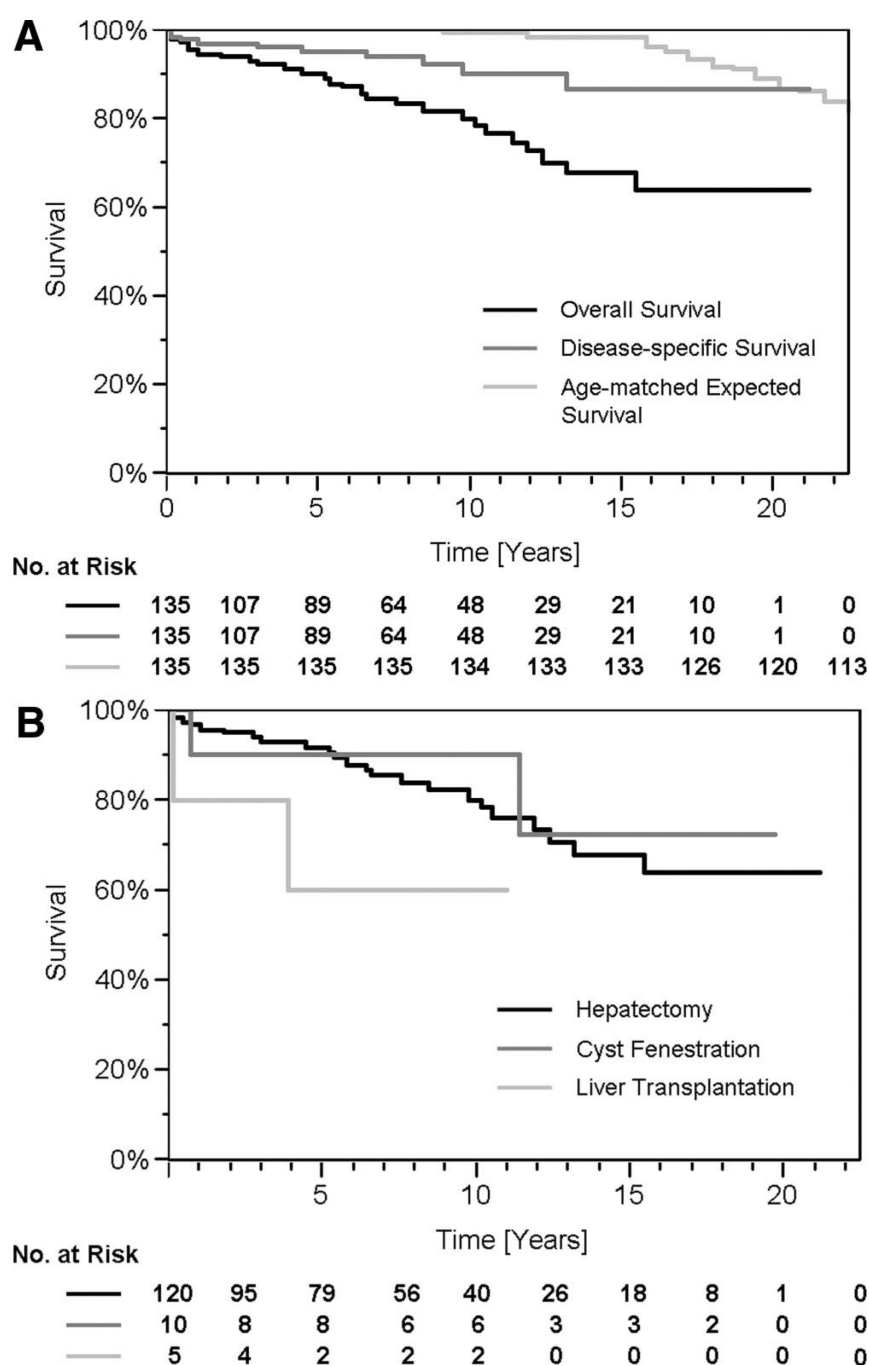 A
100%
80%
60%
40%
20%
0%
Survival
Overall Survival
Disease-specific Survival
Age-matched Expected
Survival
0 5 10 15 20
Time [Years]
No. at Risk
135 107 89 64 48 29 21 10 1 0
135 107 89 64 48 29 21 10 1 0
135 135 135 135 134 133 133 126 120 113
B
100%
80%
60%
40%
20%
0%
Survival
Hepatectomy
Cyst Fenestration
Liver Transplantation
5 10 15 20
Time [Years]
No. at Risk
120 95 79 56 40 26 18 8 1 0
10 8 8 6 6 3 3 2 0 0
5 4 2 2 2 0 0 0 0 0